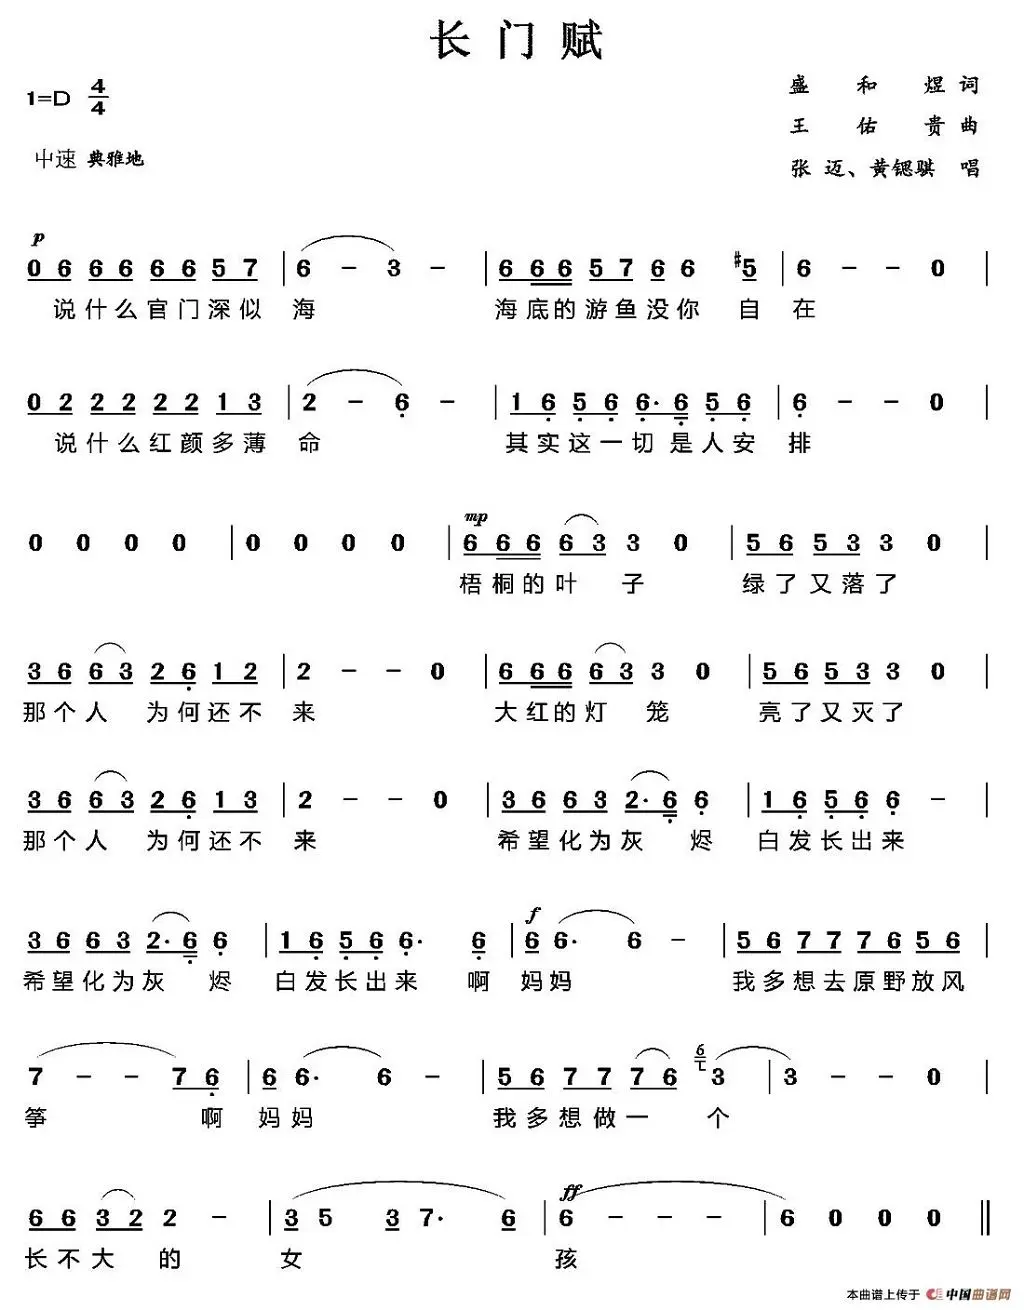 长门赋
1=D 4/4
盛和煜 词
王佑贵 曲
中速 典雅地
张迈、黄锶骐 唱
p
0 6 6 6 6 6 5 7 | 6 – 3 – | 6 6 6 5 7 6 6 #5 | 6 – – 0 |
说什么官门深似海 海底的游鱼没你自在
0 2 2 2 2 2 1 3 | 2 – 6 – | 1 6 5 6 6· 6 5 6 | 6 – – 0 |
说什么红颜多薄命 其实这一切是人安排
mp
0 0 0 0 | 0 0 0 0 | 6 6 6 6 3 3 0 | 5 6 5 3 3 0 |
梧桐的叶子 绿了又落了
3 6 6 3 2 6 1 2 | 2 – – 0 | 6 6 6 6 3 3 0 | 5 6 5 3 3 0 |
那个人为何还不来 大红的灯笼 亮了又灭了
3 6 6 3 2 6 1 3 | 2 – – 0 | 3 6 6 3 2· 6 6 | 1 6 5 6 6 – |
那个人为何还不来 希望化为灰烬 白发长出来
f
3 6 6 3 2· 6 6 | 1 6 5 6 6· 6 | 6 6· 6 – | 5 6 7 7 7 6 5 6 |
希望化为灰烬 白发长出来 啊妈妈 我多想去原野放风
7 – – 7 6 | 6 6· 6 – | 5 6 7 7 7 6 6 3 | 3 – – 0 |
筝 啊妈妈 我多想做一个
ff
6 6 3 2 2 – | 3 5 3 7· 6 | 6 – – – | 6 0 0 0 ‖
长不大的女孩
本曲谱上传于 中国曲谱网